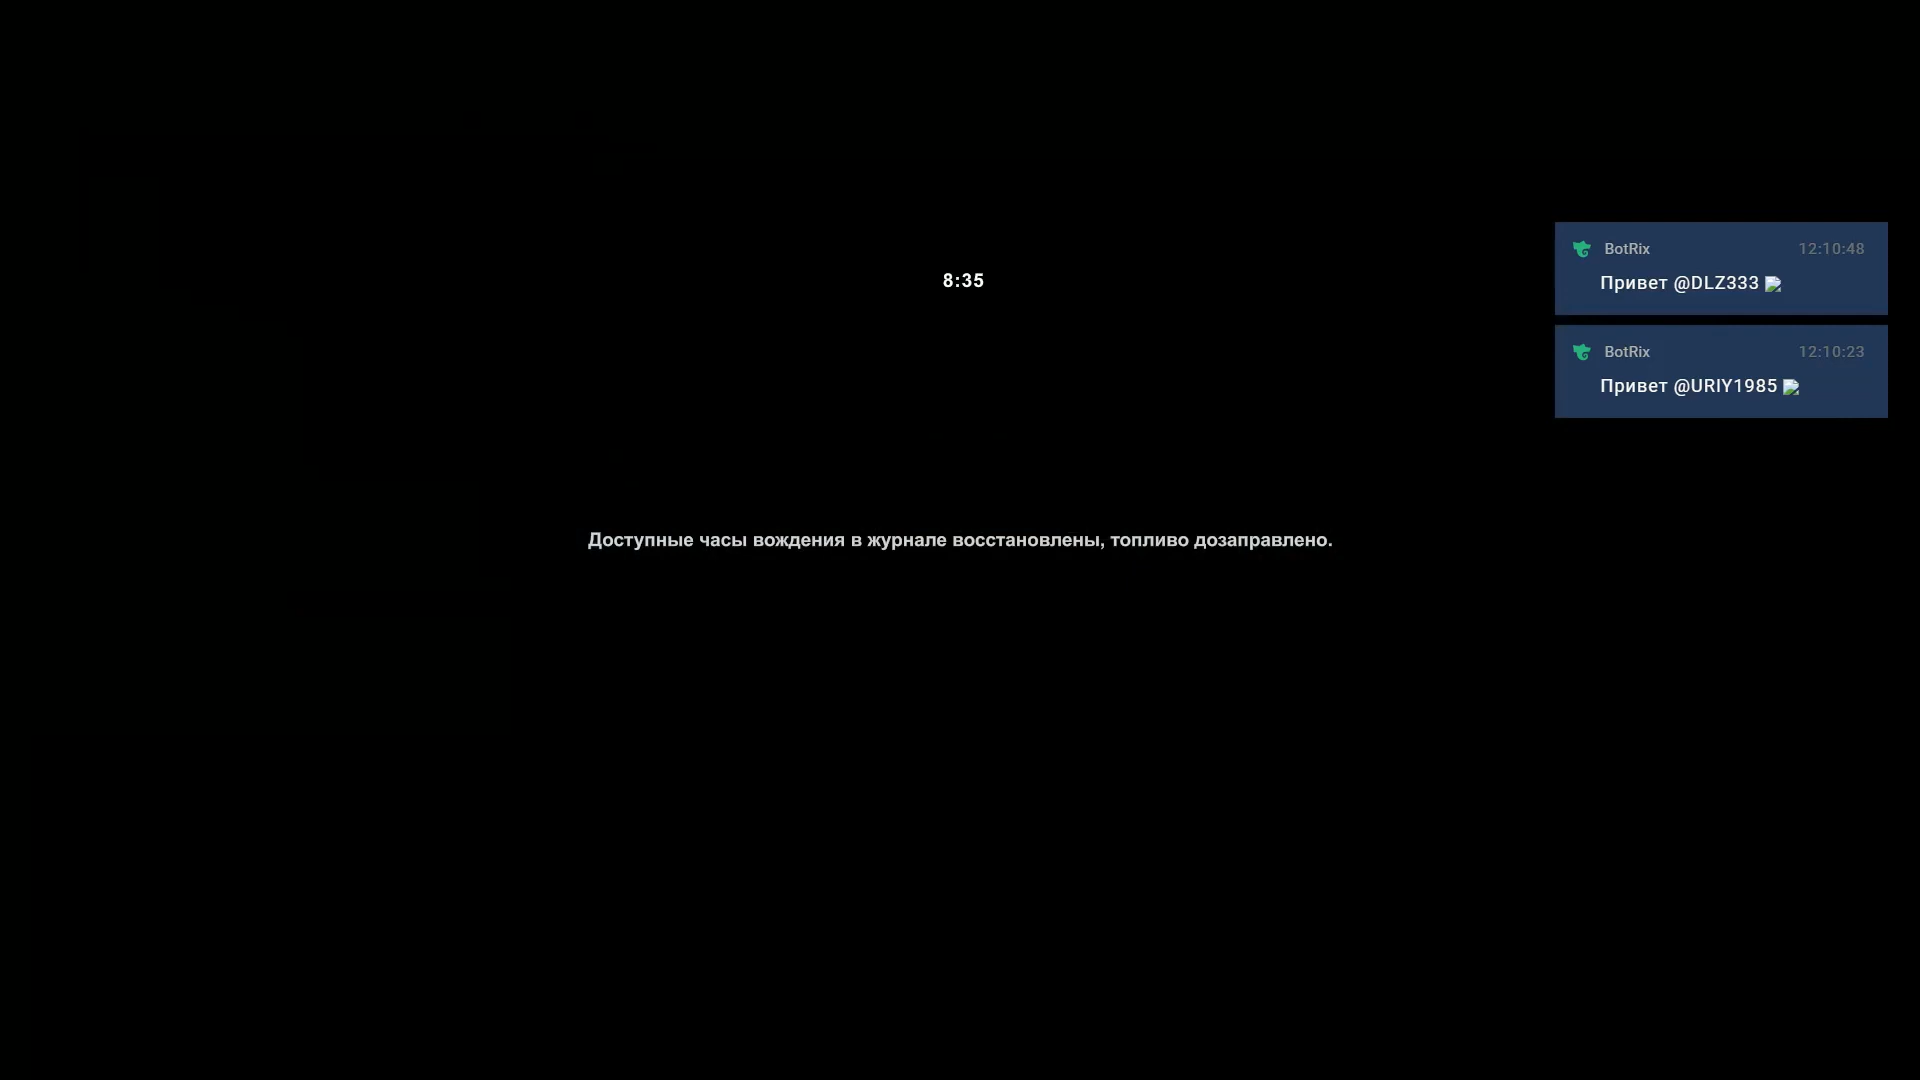 BotRix 12:10:48
8:35
Привет @DLZ333
BotRix 12:10:23
Привет @URIY1985
Доступные часы вождения в журнале восстановлены, топливо дозаправлено.